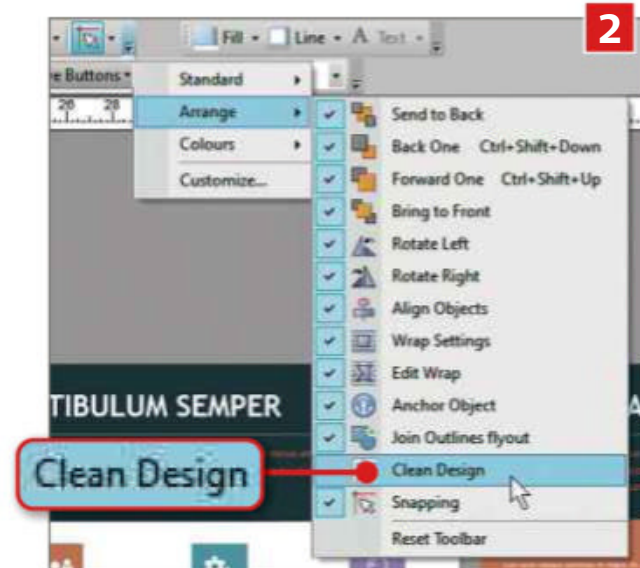 2
Fill
Line
A Text
e Buttons
Standard
Arrange
Colours
Customize...
26 28
Send to Back
Back One Ctrl+Shift+Down
Forward One Ctrl+Shift+Up
Bring to Front
Rotate Left
Rotate Right
Align Objects
Wrap Settings
Edit Wrap
Anchor Object
Join Outlines flyout
Clean Design
Snapping
Reset Toolbar
TIBULUM SEMPER
A
Clean Design